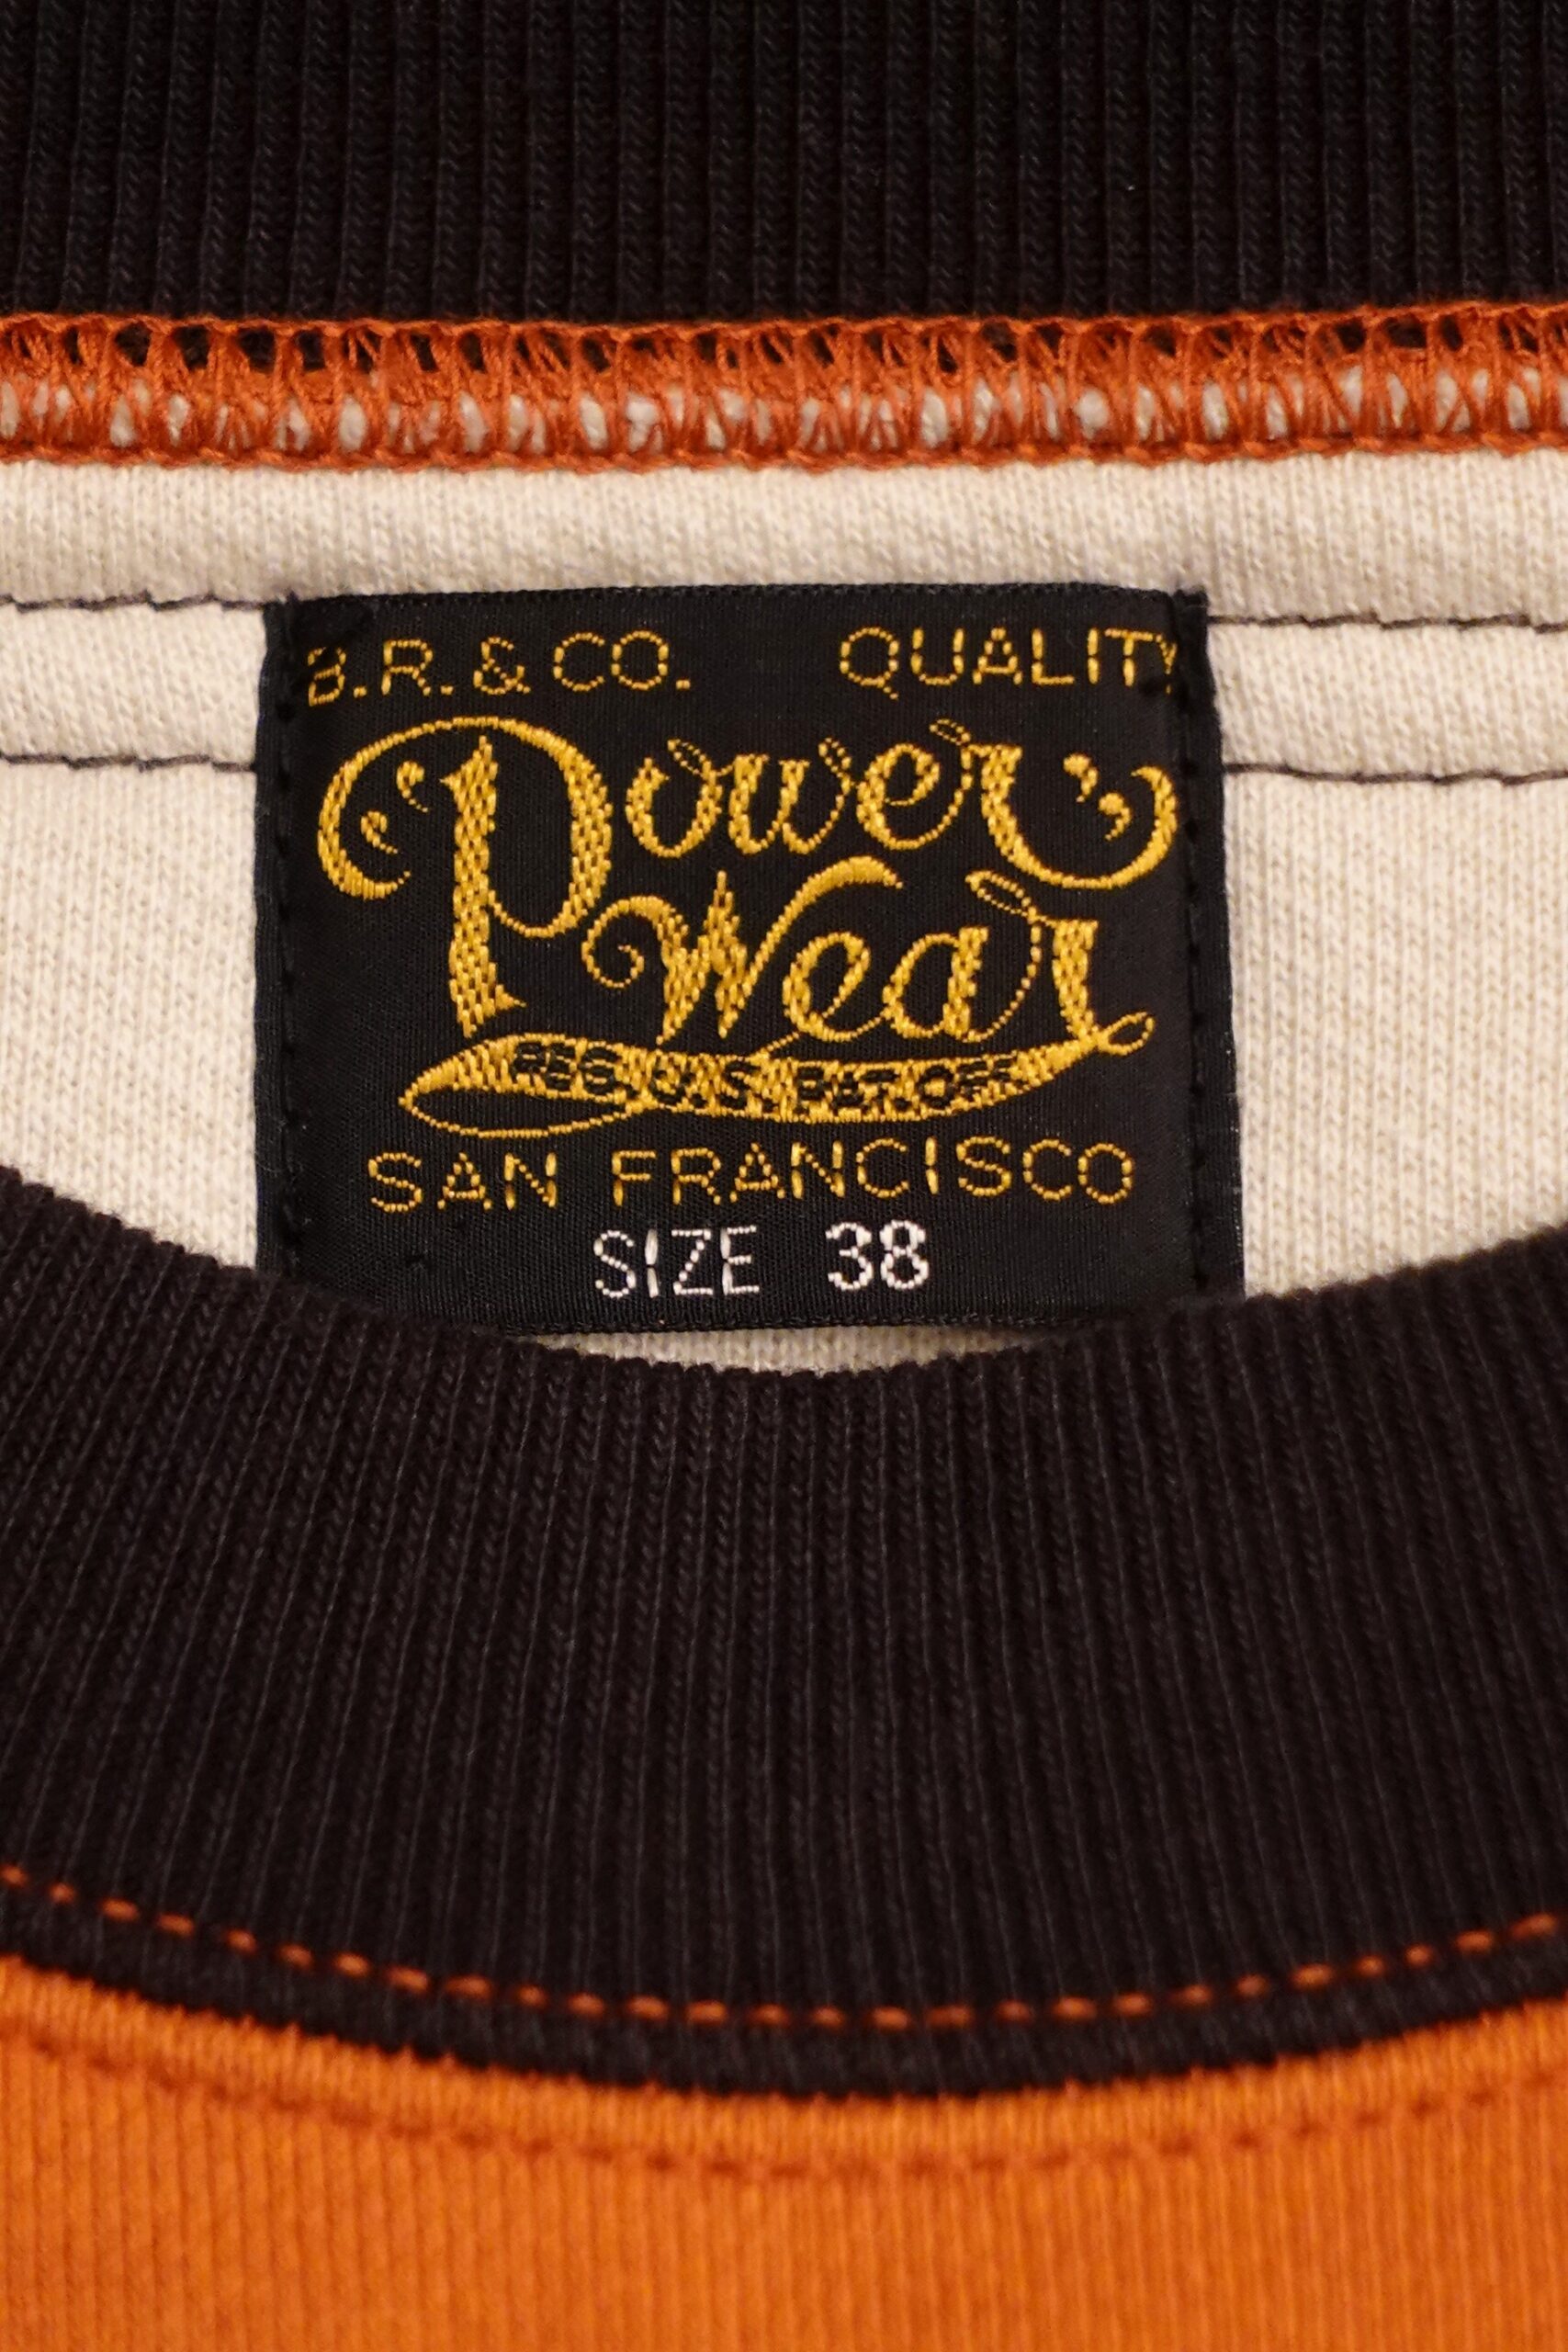 B.R.&CO. QUALITY
Power
Wear
REG. U.S. PAT. OFF.
SAN FRANCISCO
SIZE 38